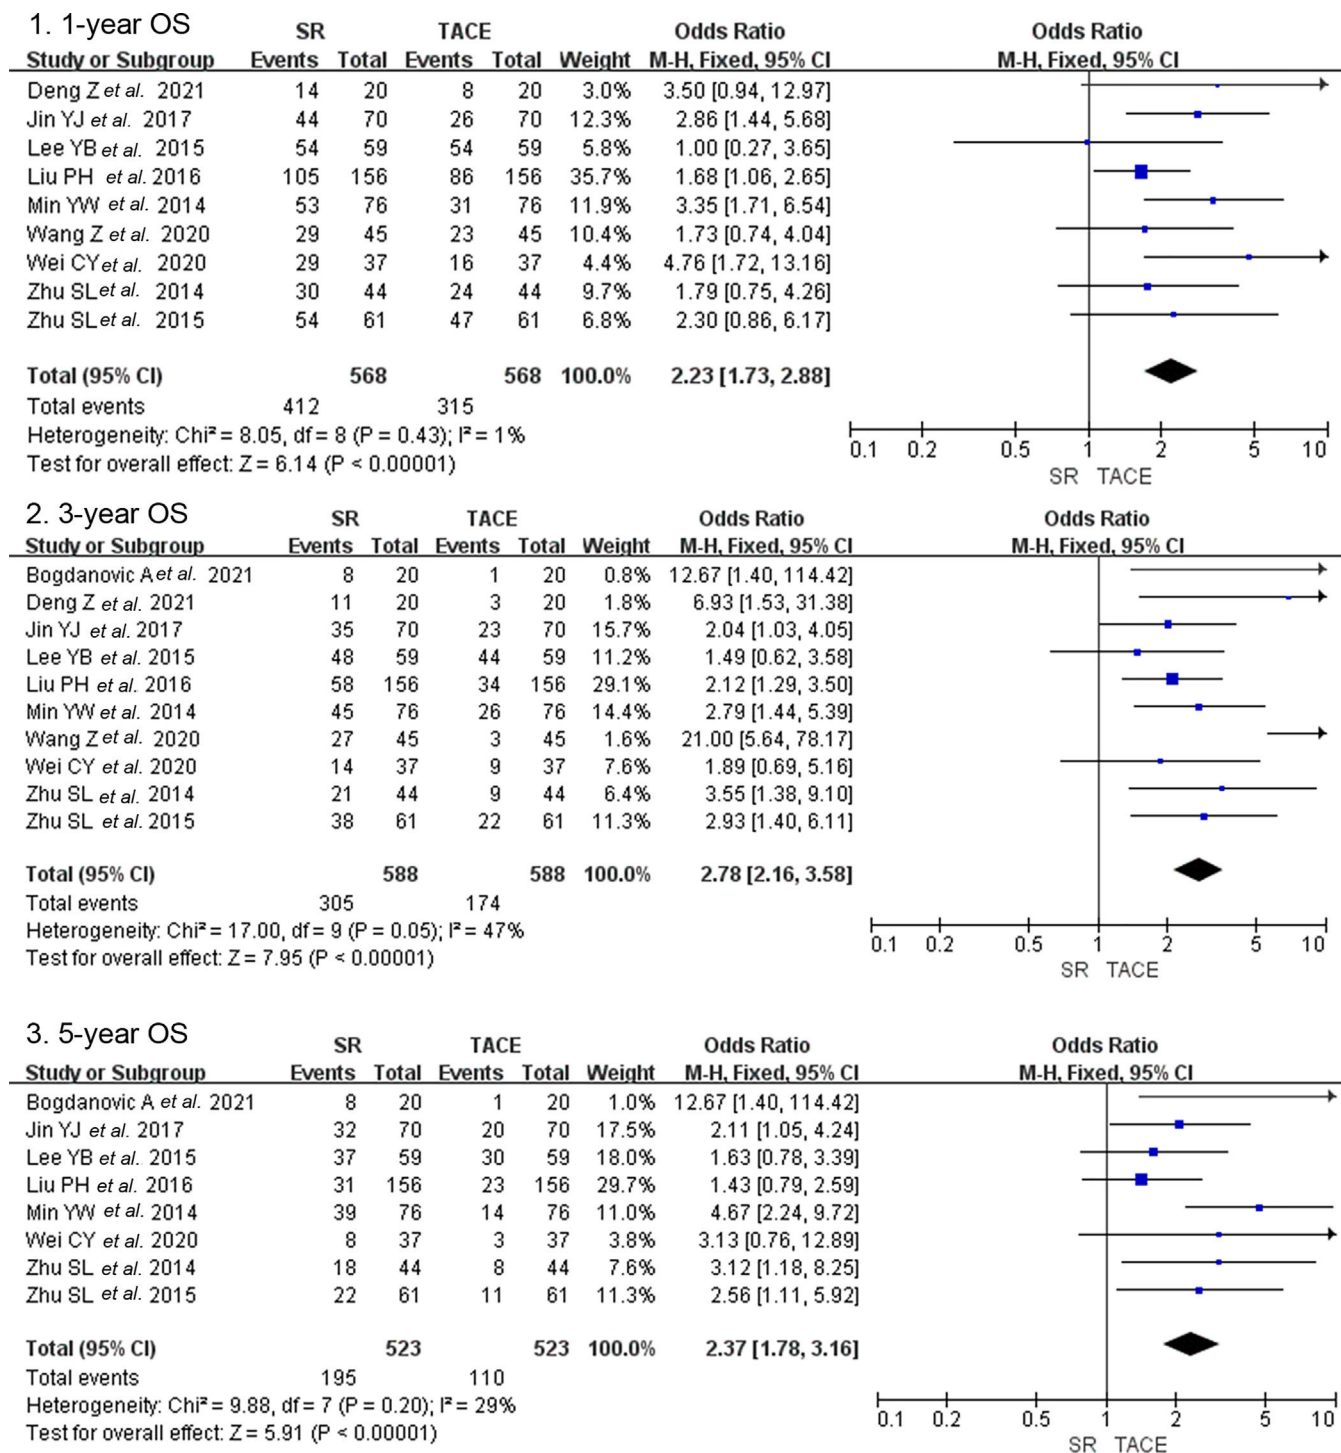 1. 1-year OS
SR TACE Odds Ratio Odds Ratio
Study or Subgroup Events Total Events Total Weight M-H, Fixed, 95% CI M-H, Fixed, 95% CI
Deng Z et al. 2021 14 20 8 20 3.0% 3.50 [0.94, 12.97]
Jin YJ et al. 2017 44 70 26 70 12.3% 2.86 [1.44, 5.68]
Lee YB et al. 2015 54 59 54 59 5.8% 1.00 [0.27, 3.65]
Liu PH et al. 2016 105 156 86 156 35.7% 1.68 [1.06, 2.65]
Min YW et al. 2014 53 76 31 76 11.9% 3.35 [1.71, 6.54]
Wang Z et al. 2020 29 45 23 45 10.4% 1.73 [0.74, 4.04]
Wei CY et al. 2020 29 37 16 37 4.4% 4.76 [1.72, 13.16]
Zhu SL et al. 2014 30 44 24 44 9.7% 1.79 [0.75, 4.26]
Zhu SL et al. 2015 54 61 47 61 6.8% 2.30 [0.86, 6.17]
Total (95% CI) 568 568 100.0% 2.23 [1.73, 2.88]
Total events 412 315
Heterogeneity: Chi² = 8.05, df = 8 (P = 0.43); I² = 1%
Test for overall effect: Z = 6.14 (P < 0.00001)
0.1 0.2 0.5 1 2 5 10
SR TACE
2. 3-year OS
SR TACE Odds Ratio Odds Ratio
Study or Subgroup Events Total Events Total Weight M-H, Fixed, 95% CI M-H, Fixed, 95% CI
Bogdanovic A et al. 2021 8 20 1 20 0.8% 12.67 [1.40, 114.42]
Deng Z et al. 2021 11 20 3 20 1.8% 6.93 [1.53, 31.38]
Jin YJ et al. 2017 35 70 23 70 15.7% 2.04 [1.03, 4.05]
Lee YB et al. 2015 48 59 44 59 11.2% 1.49 [0.62, 3.58]
Liu PH et al. 2016 58 156 34 156 29.1% 2.12 [1.29, 3.50]
Min YW et al. 2014 45 76 26 76 14.4% 2.79 [1.44, 5.39]
Wang Z et al. 2020 27 45 3 45 1.6% 21.00 [5.64, 78.17]
Wei CY et al. 2020 14 37 9 37 7.6% 1.89 [0.69, 5.16]
Zhu SL et al. 2014 21 44 9 44 6.4% 3.55 [1.38, 9.10]
Zhu SL et al. 2015 38 61 22 61 11.3% 2.93 [1.40, 6.11]
Total (95% CI) 588 588 100.0% 2.78 [2.16, 3.58]
Total events 305 174
Heterogeneity: Chi² = 17.00, df = 9 (P = 0.05); I² = 47%
Test for overall effect: Z = 7.95 (P < 0.00001)
0.1 0.2 0.5 1 2 5 10
SR TACE
3. 5-year OS
SR TACE Odds Ratio Odds Ratio
Study or Subgroup Events Total Events Total Weight M-H, Fixed, 95% CI M-H, Fixed, 95% CI
Bogdanovic A et al. 2021 8 20 1 20 1.0% 12.67 [1.40, 114.42]
Jin YJ et al. 2017 32 70 20 70 17.5% 2.11 [1.05, 4.24]
Lee YB et al. 2015 37 59 30 59 18.0% 1.63 [0.78, 3.39]
Liu PH et al. 2016 31 156 23 156 29.7% 1.43 [0.79, 2.59]
Min YW et al. 2014 39 76 14 76 11.0% 4.67 [2.24, 9.72]
Wei CY et al. 2020 8 37 3 37 3.8% 3.13 [0.76, 12.89]
Zhu SL et al. 2014 18 44 8 44 7.6% 3.12 [1.18, 8.25]
Zhu SL et al. 2015 22 61 11 61 11.3% 2.56 [1.11, 5.92]
Total (95% CI) 523 523 100.0% 2.37 [1.78, 3.16]
Total events 195 110
Heterogeneity: Chi² = 9.88, df = 7 (P = 0.20); I² = 29%
Test for overall effect: Z = 5.91 (P < 0.00001)
0.1 0.2 0.5 1 2 5 10
SR TACE